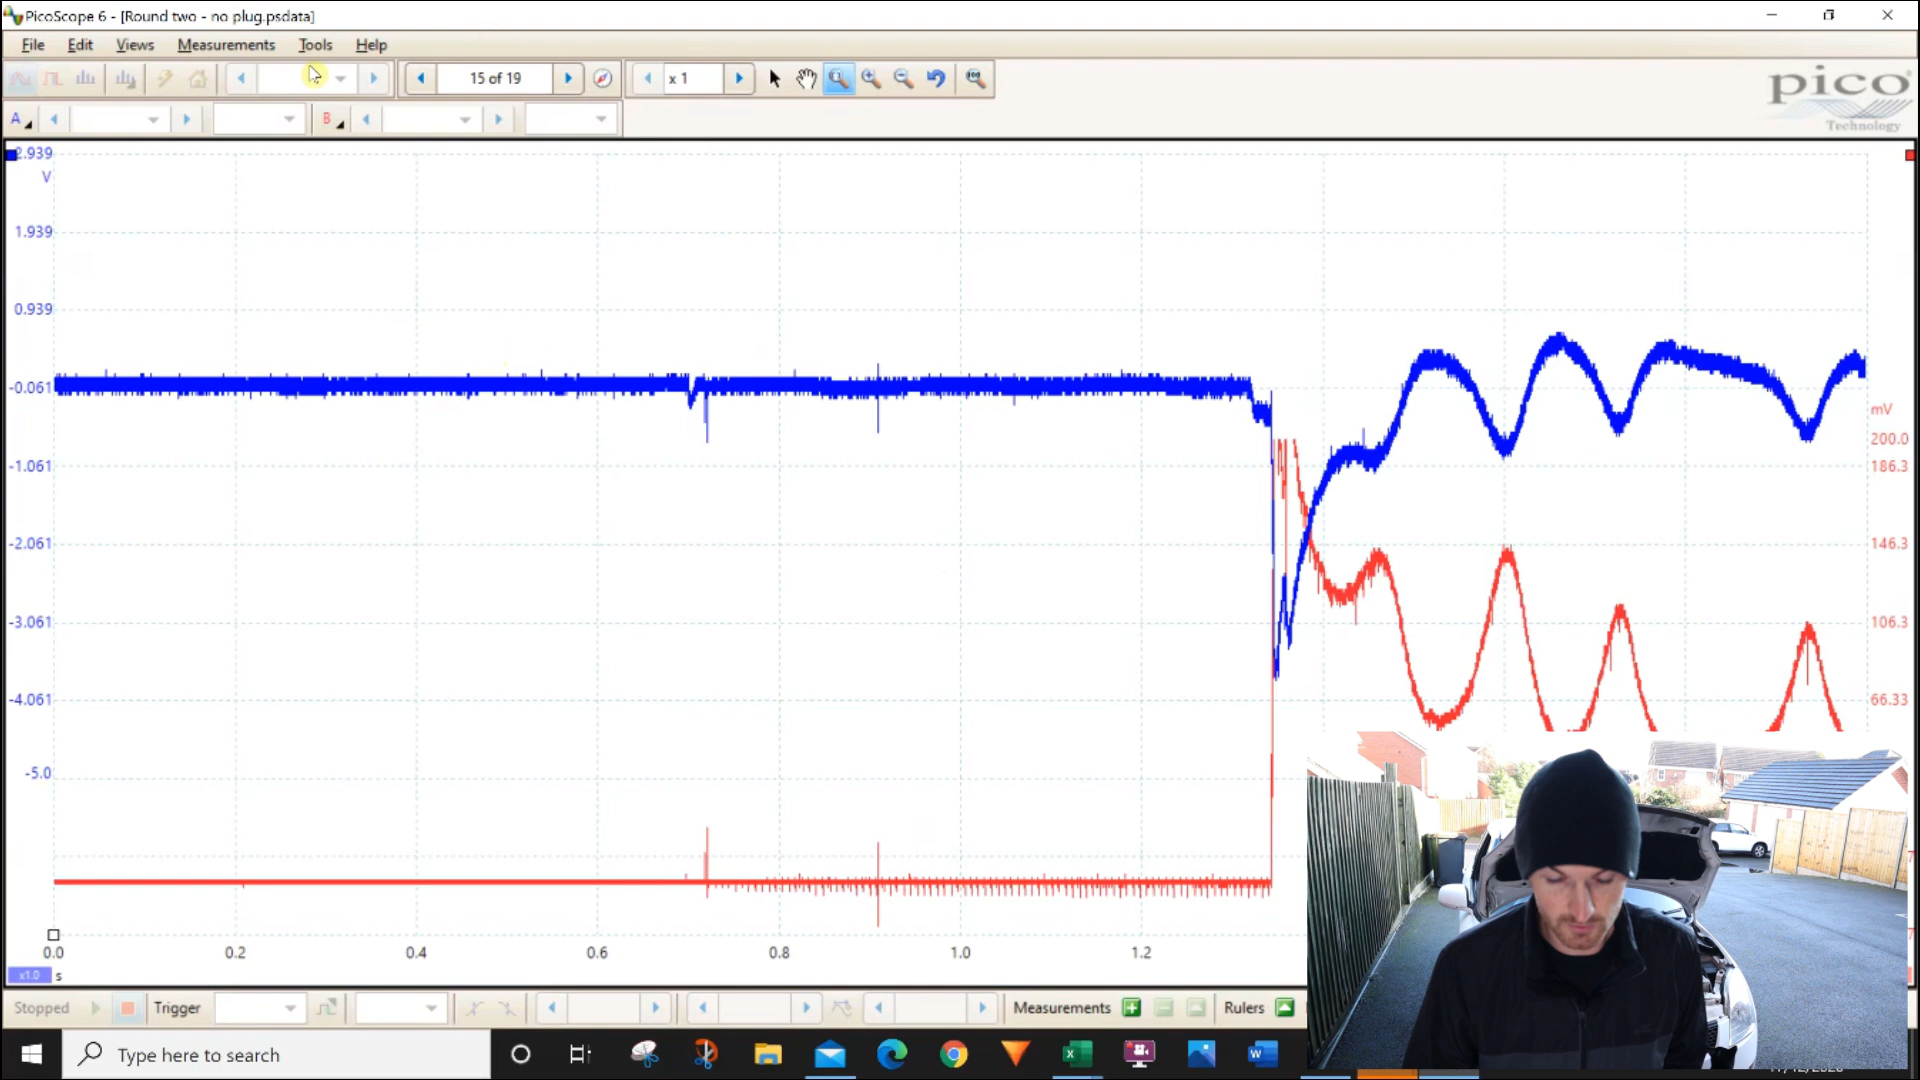 PicoScope 6 - [Round two - no plug.psdata]
File Edit Views Measurements Tools Help
15 of 19 x 1
pico
Technology
A B
2.939
V
1.939
0.939
-0.061
-1.061
-2.061
-3.061
-4.061
-5.0
mV
200.0
186.3
146.3
106.3
66.33
0.0 0.2 0.4 0.6 0.8 1.0 1.2
x1.0 s
Stopped Trigger Measurements Rulers
Type here to search